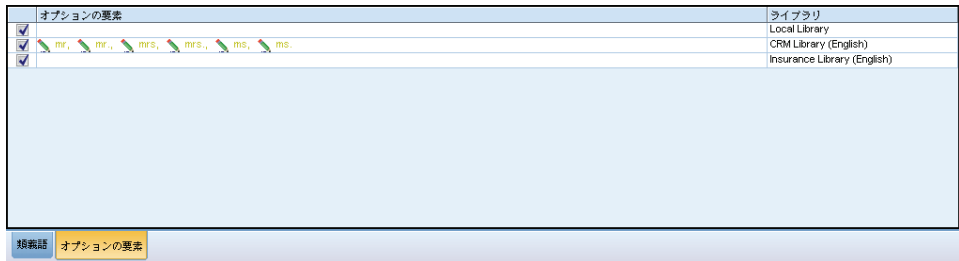 オプションの要素 ライブラリ
Local Library
mr, mr., mrs, mrs., ms, ms. CRM Library (English)
Insurance Library (English)
類義語 オプションの要素